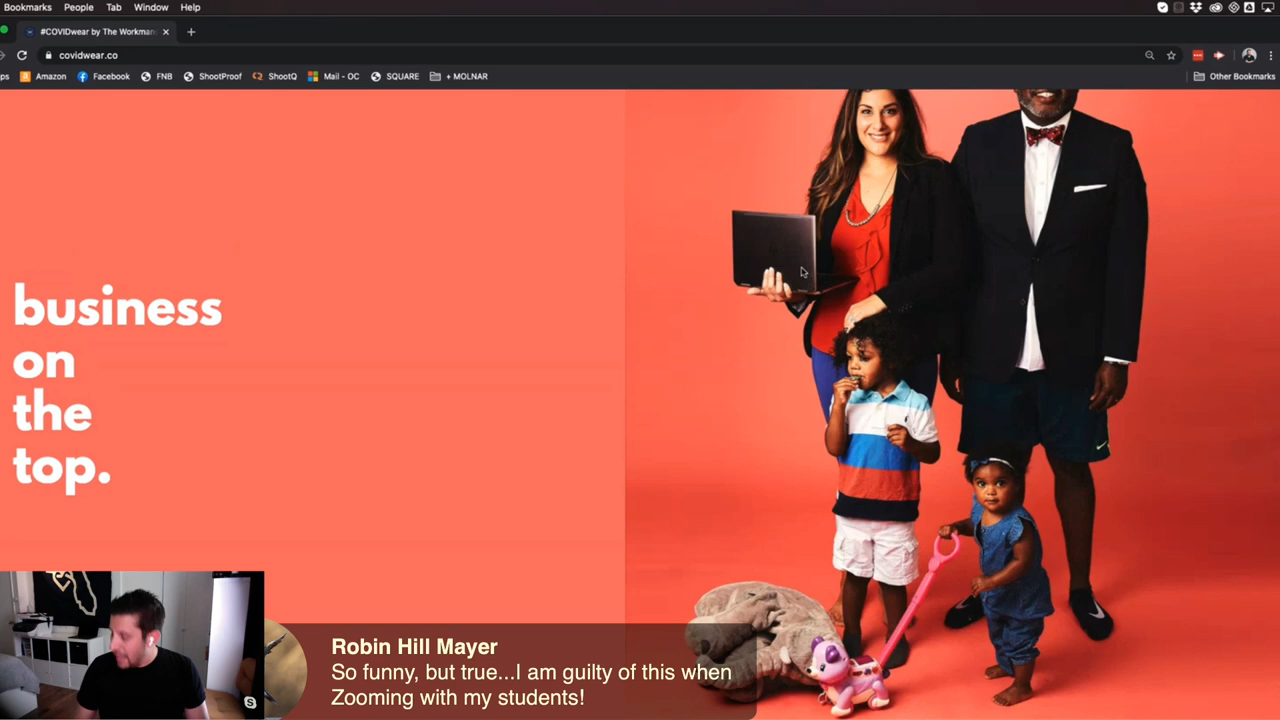 Bookmarks People Tab Window Help
#COVIDwear by The Workman
covidwear.co
ps Amazon Facebook FNB ShootProof ShootQ Mail - OC SQUARE + MOLNAR Other Bookmarks
business
on
the
top.
Robin Hill Mayer
So funny, but true...I am guilty of this when
Zooming with my students!